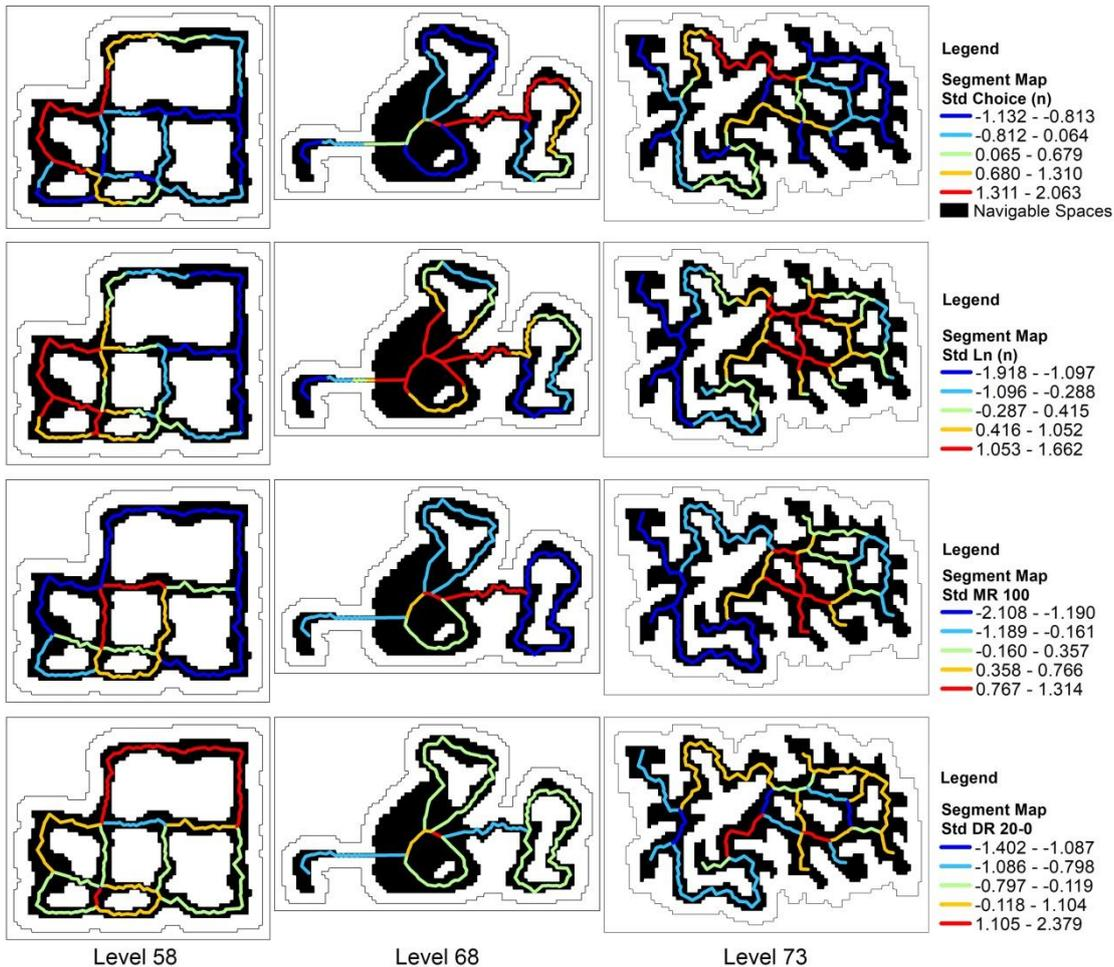 Legend
Segment Map
Std Choice (n)
-1.132 - -0.813
-0.812 - 0.064
0.065 - 0.679
0.680 - 1.310
1.311 - 2.063
Navigable Spaces
Legend
Segment Map
Std Ln (n)
-1.918 - -1.097
-1.096 - -0.288
-0.287 - 0.415
0.416 - 1.052
1.053 - 1.662
Legend
Segment Map
Std MR 100
-2.108 - -1.190
-1.189 - -0.161
-0.160 - 0.357
0.358 - 0.766
0.767 - 1.314
Legend
Segment Map
Std DR 20-0
-1.402 - -1.087
-1.086 - -0.798
-0.797 - -0.119
-0.118 - 1.104
1.105 - 2.379
Level 58
Level 68
Level 73